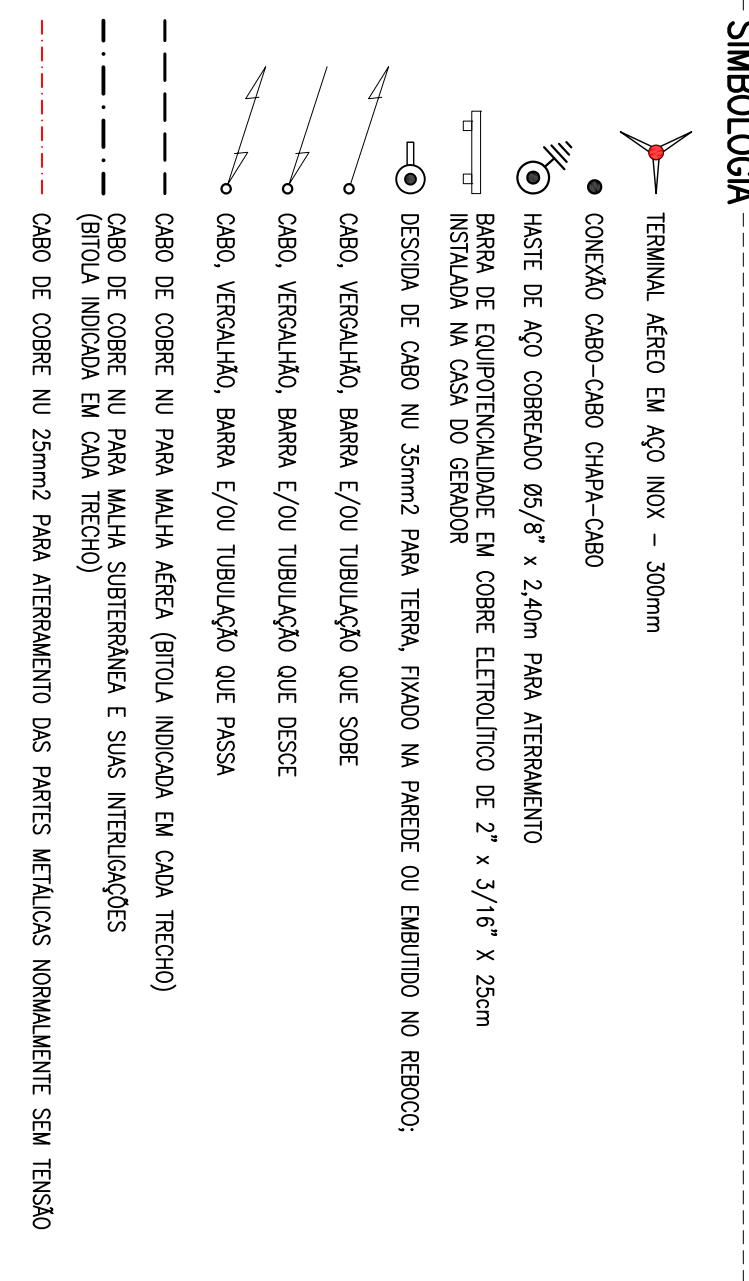 SIMBOLOGIA
TERMINAL AÉREO EM AÇO INOX – 300mm
CONEXÃO CABO-CABO CHAPA-CABO
HASTE DE AÇO COBREADO Ø5/8" x 2,40m PARA ATERRAMENTO
BARRA DE EQUIPOTENCIALIDADE EM COBRE ELETROLÍTICO DE 2" x 3/16" X 25cm
INSTALADA NA CASA DO GERADOR
DESCIDA DE CABO NU 35mm2 PARA TERRA, FIXADO NA PAREDE OU EMBUTIDO NO REBOCO;
CABO, VERGALHÃO, BARRA E/OU TUBULAÇÃO QUE SOBE
CABO, VERGALHÃO, BARRA E/OU TUBULAÇÃO QUE DESCE
CABO, VERGALHÃO, BARRA E/OU TUBULAÇÃO QUE PASSA
CABO DE COBRE NU PARA MALHA AÉREA (BITOLA INDICADA EM CADA TRECHO)
CABO DE COBRE NU PARA MALHA SUBTERRÂNEA E SUAS INTERLIGAÇÕES
(BITOLA INDICADA EM CADA TRECHO)
CABO DE COBRE NU 25mm2 PARA ATERRAMENTO DAS PARTES METÁLICAS NORMALMENTE SEM TENSÃO